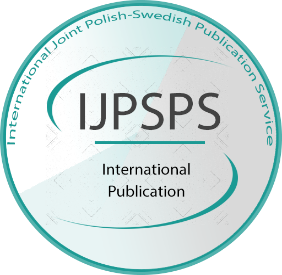 International Joint Polish-Swedish Publication Service
IJPSPS
International
Publication